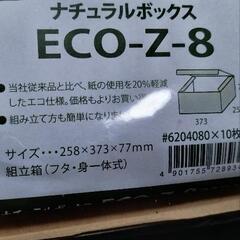 ナチュラルボックス
ECO-Z-8
●当社従来品と比べ、紙の使用を20%軽減
したエコ仕様。価格もよりお買い
●組み立て方も簡単になりま
373
サイズ・・・258×373×77mm
組立箱(フタ・身一体式)
#6204080×10枚
4 901755 72893